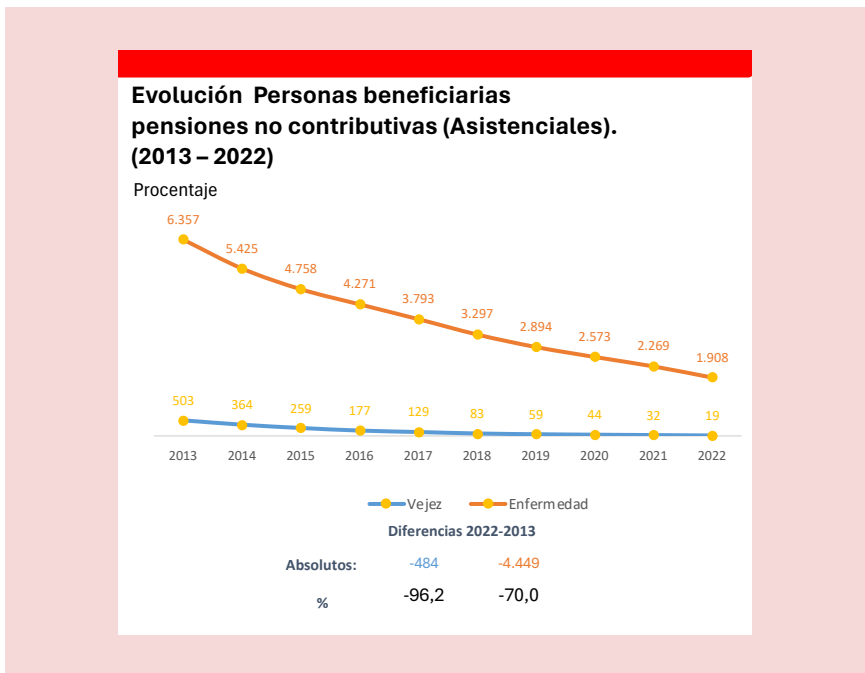 Evolución Personas beneficiarias
pensiones no contributivas (Asistenciales).
(2013 – 2022)
Procentaje
6.357
5.425
4.758
4.271
3.793
3.297
2.894
2.573
2.269
1.908
503
364
259
177
129
83
59
44
32
19
2013 2014 2015 2016 2017 2018 2019 2020 2021 2022
Vejez Enfermedad
Diferencias 2022-2013
Absolutos: -484 -4.449
% -96,2 -70,0